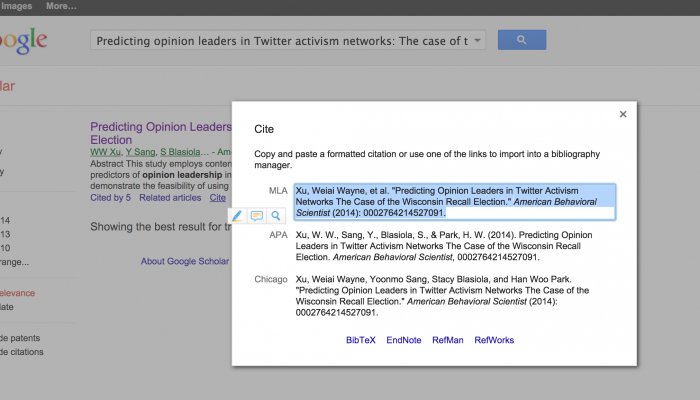 Images More...
ogle
Predicting opinion leaders in Twitter activism networks: The case of t
lar
Predicting Opinion Leaders
Election
WW Xu, Y Sang, S Blasiola… - Am
Abstract This study employs conten
predictors of opinion leadership in
demonstrate the feasibility of using
Cited by 5 Related articles Cite
Showing the best result for tr
About Google Scholar
y
y
14
13
10
range...
elevance
ate
de patents
de citations
×
Cite
Copy and paste a formatted citation or use one of the links to import into a bibliography
manager.
MLA Xu, Weiai Wayne, et al. "Predicting Opinion Leaders in Twitter Activism
Networks The Case of the Wisconsin Recall Election." American Behavioral
Scientist (2014): 0002764214527091.
APA Xu, W. W., Sang, Y., Blasiola, S., & Park, H. W. (2014). Predicting Opinion
Leaders in Twitter Activism Networks The Case of the Wisconsin Recall
Election. American Behavioral Scientist, 0002764214527091.
Chicago Xu, Weiai Wayne, Yoonmo Sang, Stacy Blasiola, and Han Woo Park.
"Predicting Opinion Leaders in Twitter Activism Networks The Case of the
Wisconsin Recall Election." American Behavioral Scientist (2014):
0002764214527091.
BibTeX EndNote RefMan RefWorks